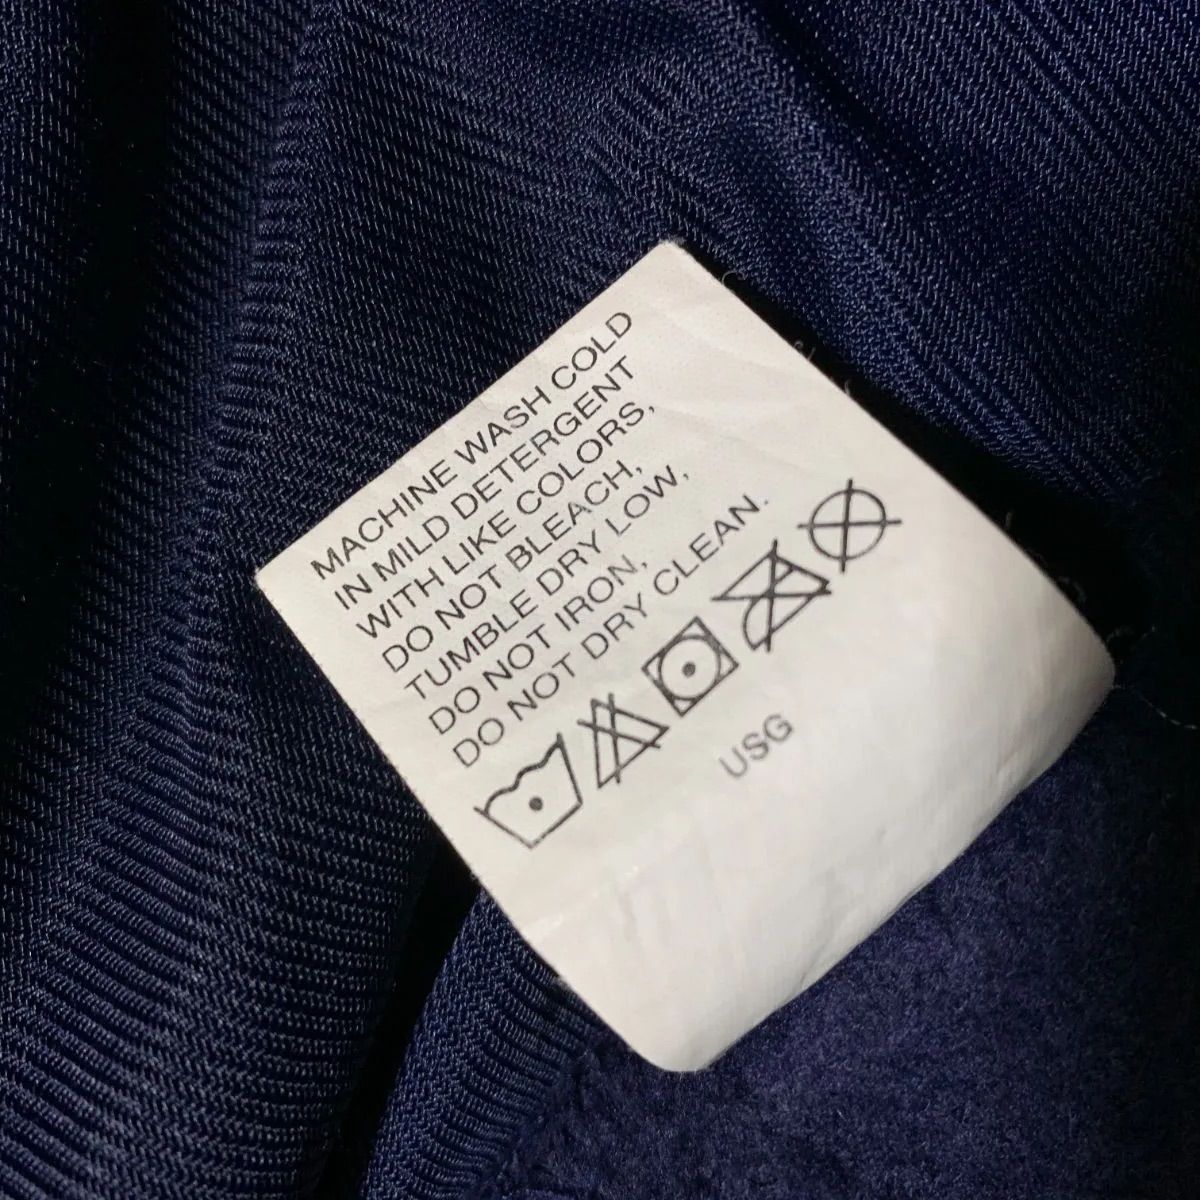 MACHINE WASH COLD
IN MILD DETERGENT
WITH LIKE COLORS,
DO NOT BLEACH,
TUMBLE DRY LOW,
DO NOT IRON,
DO NOT DRY CLEAN.
USG